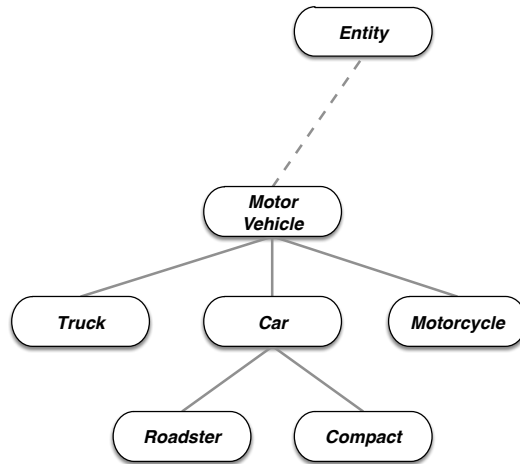 Entity
Motor
Vehicle
Truck
Car
Motorcycle
Roadster
Compact